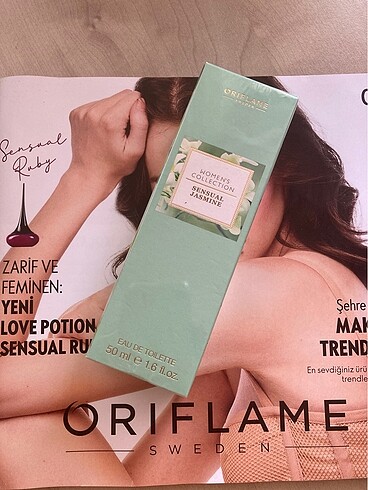 Sensual
Ruby
ZARİF VE
FEMİNEN:
YENİ
LOVE POTION
SENSUAL
ORIFLAME
SWEDEN
WOMEN'S
COLLECTION
SENSUAL
JASMINE
EAU DE TOILETTE
50 ml ℮ 1.6 fl.oz.
Şehre
MAK
TREND
En sevdiğiniz ürü
trendle
ORIFLAME
SWEDEN